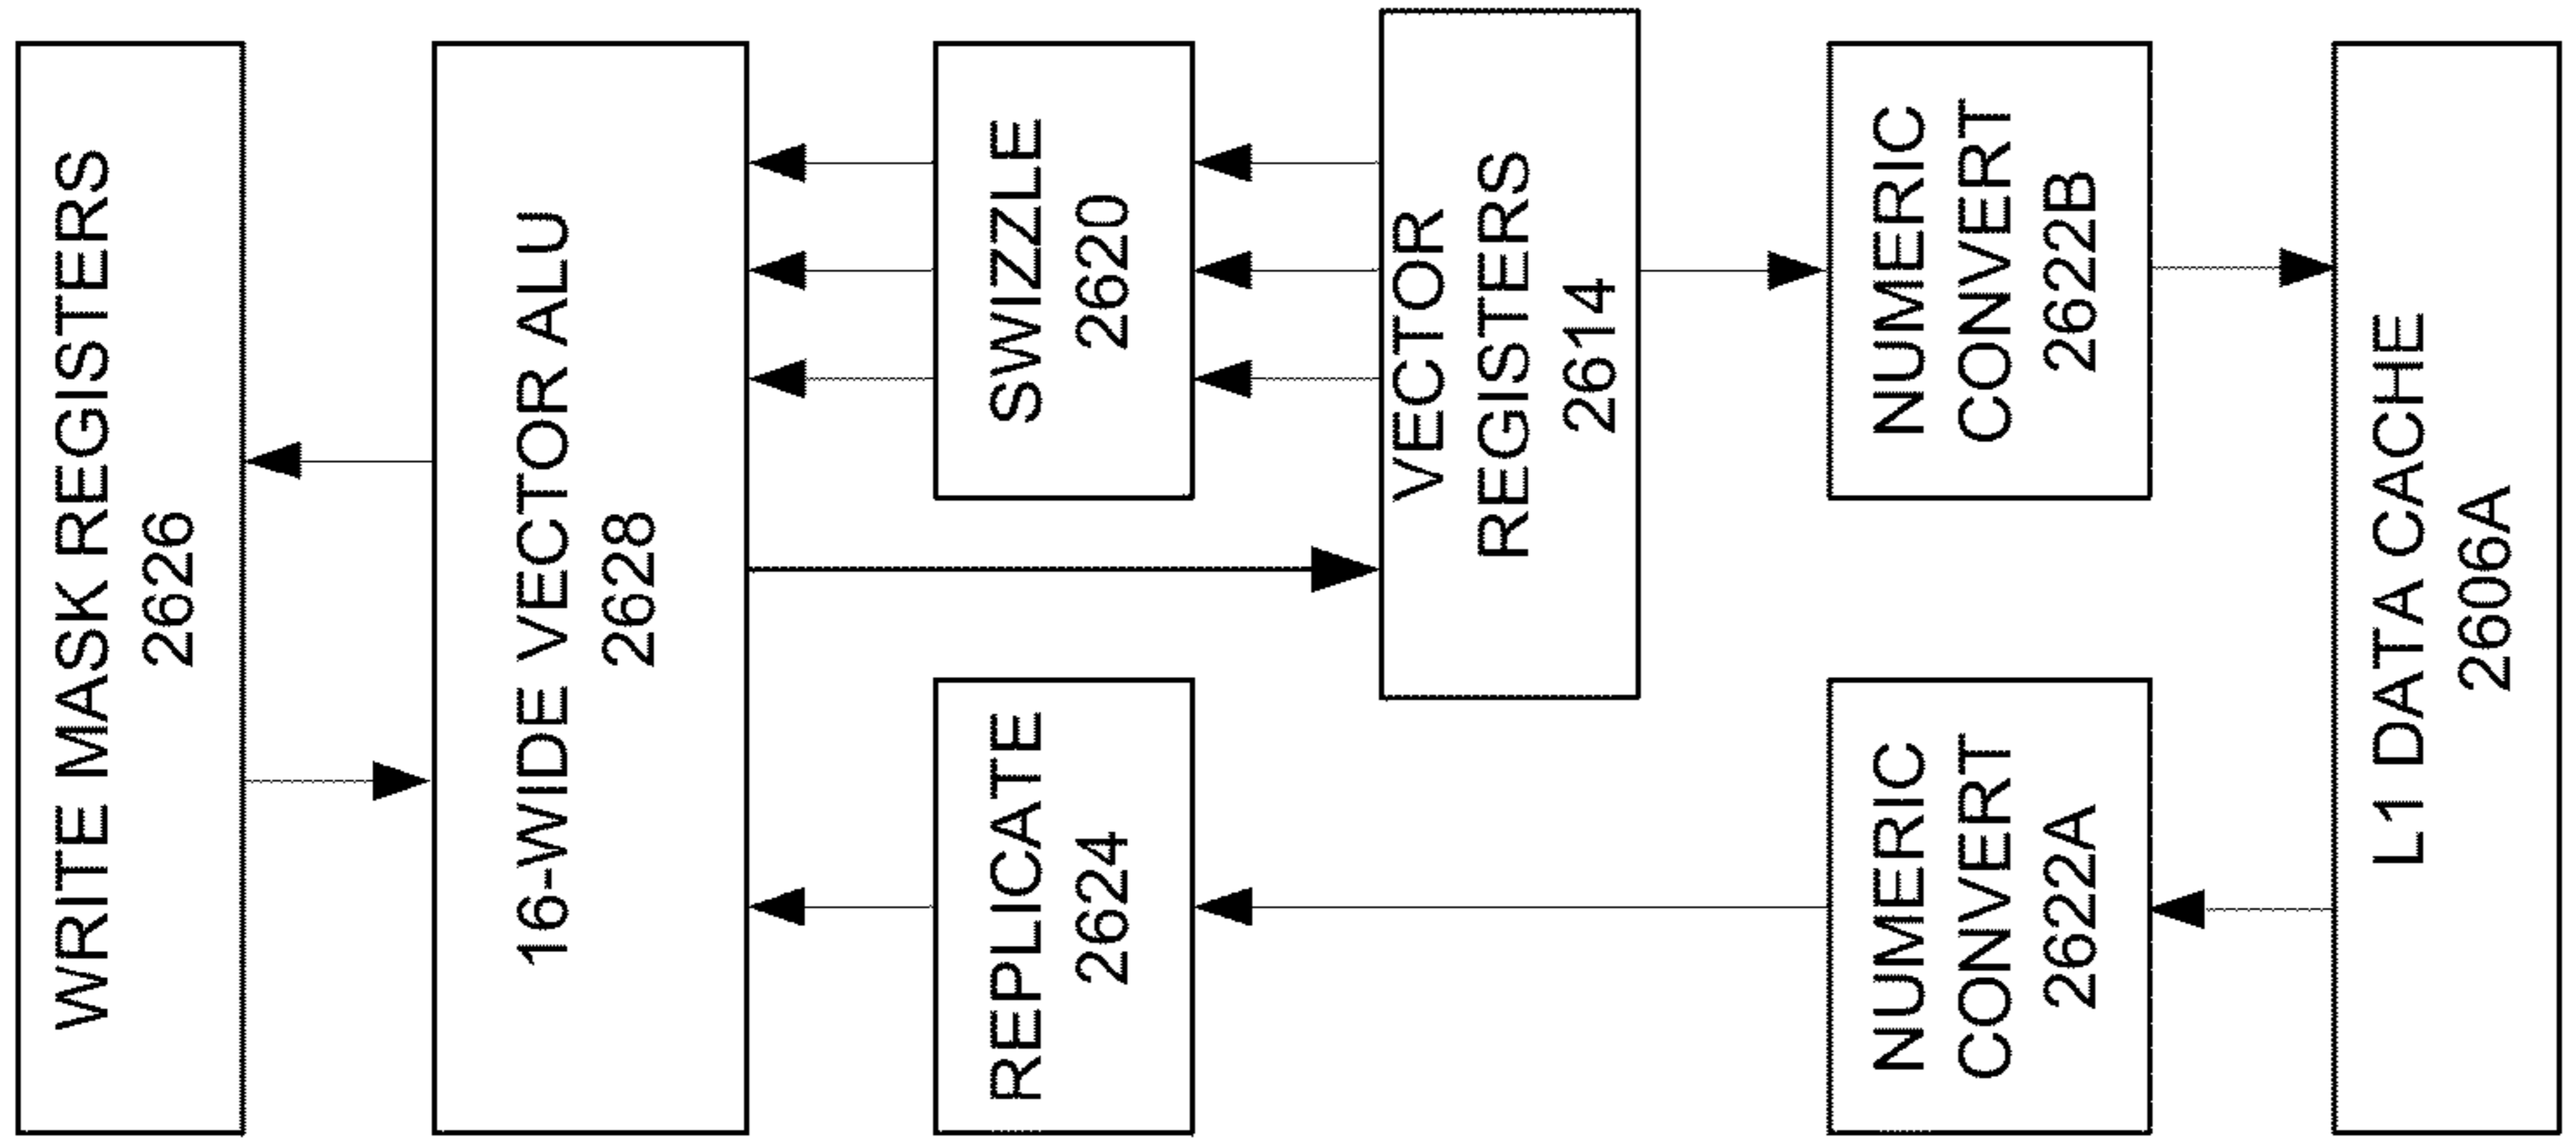 WRITE MASK REGISTERS
2626
16-WIDE VECTOR ALU
2628
REPLICATE
2624
SWIZZLE
2620
VECTOR
REGISTERS
2614
NUMERIC
CONVERT
2622A
NUMERIC
CONVERT
2622B
L1 DATA CACHE
2606A